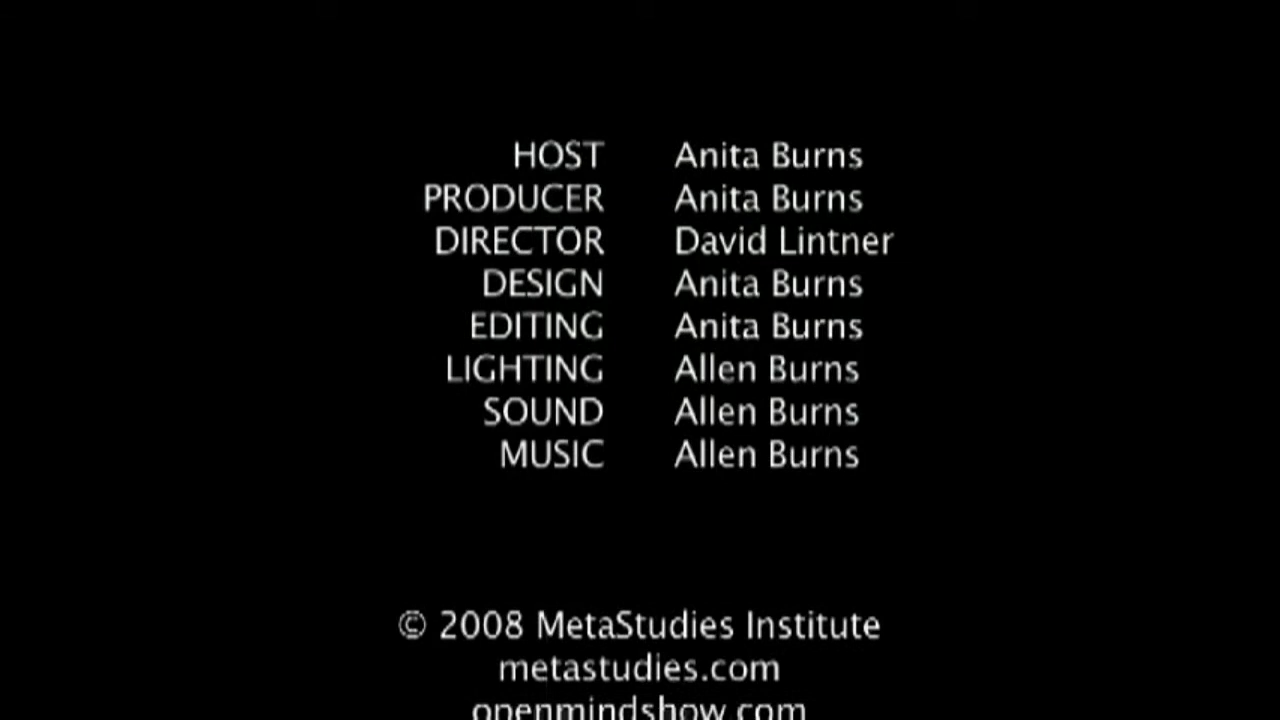 HOST Anita Burns
PRODUCER Anita Burns
DIRECTOR David Lintner
DESIGN Anita Burns
EDITING Anita Burns
LIGHTING Allen Burns
SOUND Allen Burns
MUSIC Allen Burns
© 2008 MetaStudies Institute
metastudies.com
openmindshow.com